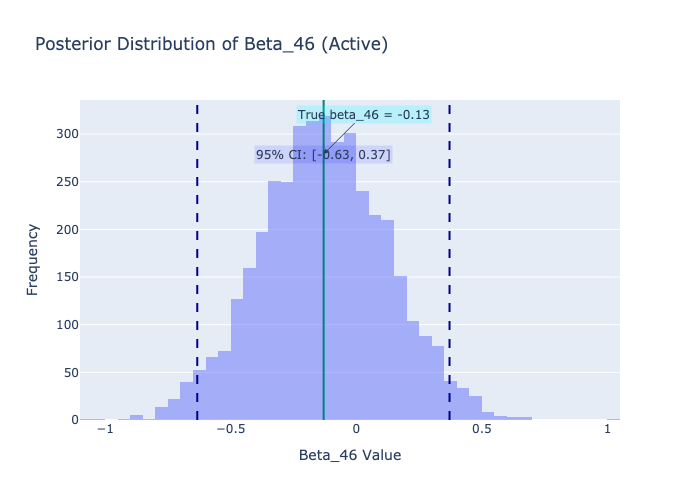 Posterior Distribution of Beta_46 (Active)
True beta_46 = -0.13
95% CI: [-0.63, 0.37]
300
250
200
150
100
50
0
Frequency
−1
−0.5
0
0.5
1
Beta_46 Value